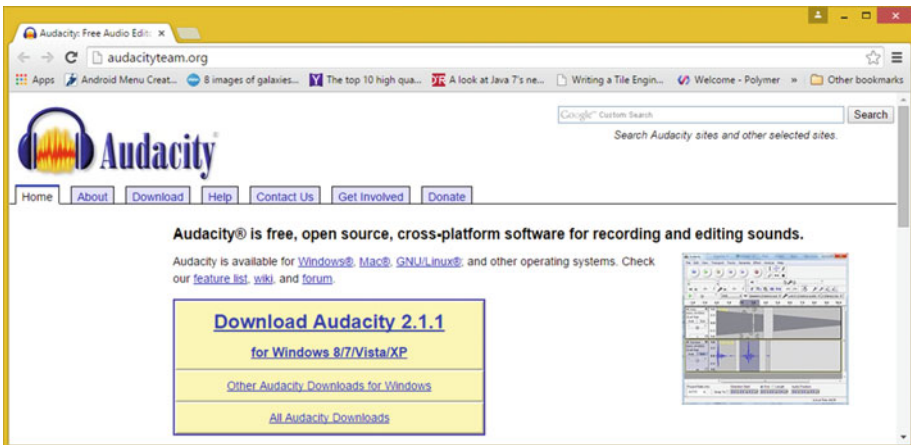 Audacity: Free Audio Edit
audacityteam.org
Apps Android Menu Creat... 8 images of galaxies... The top 10 high qua... A look at Java 7's ne... Writing a Tile Engin... Welcome - Polymer » Other bookmarks
Google™ Custom Search Search
Search Audacity sites and other selected sites.
Audacity®
Home About Download Help Contact Us Get Involved Donate
Audacity® is free, open source, cross-platform software for recording and editing sounds.
Audacity is available for Windows®, Mac®, GNU/Linux®, and other operating systems. Check
our feature list, wiki, and forum.
Download Audacity 2.1.1
for Windows 8/7/Vista/XP
Other Audacity Downloads for Windows
All Audacity Downloads